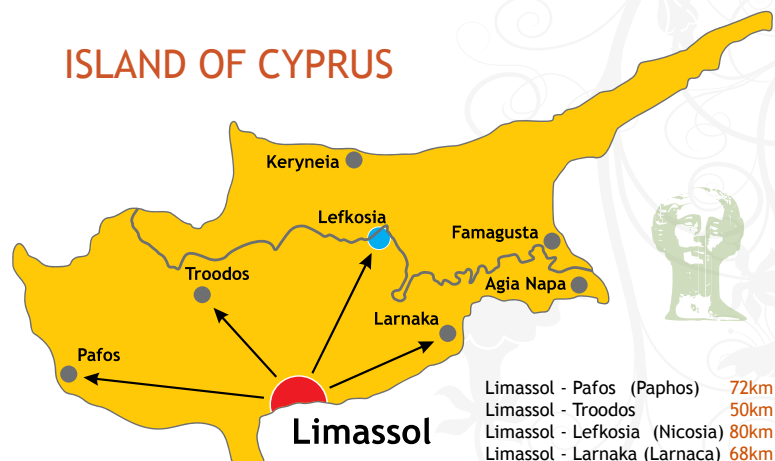 ISLAND OF CYPRUS
Keryneia
Lefkosia
Famagusta
Troodos
Agia Napa
Larnaka
Pafos
Limassol
Limassol - Pafos (Paphos) 72km
Limassol - Troodos 50km
Limassol - Lefkosia (Nicosia) 80km
Limassol - Larnaka (Larnaca) 68km